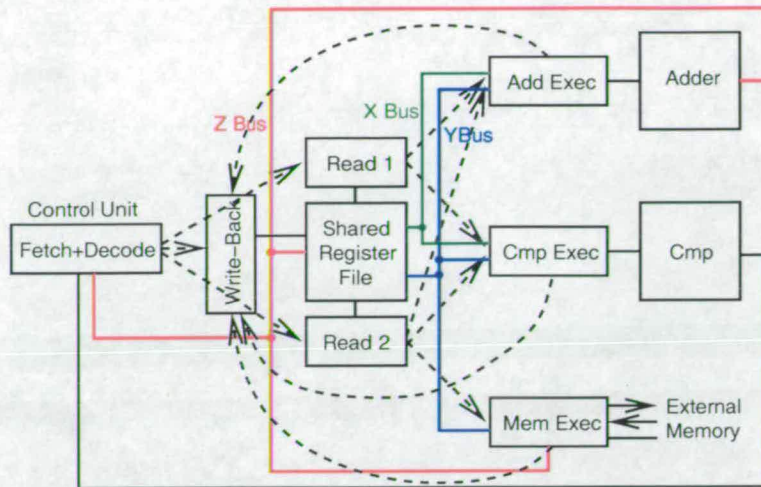 Add Exec
Adder
X Bus
Z Bus
YBus
Read 1
Control Unit
Fetch+Decode
Write-Back
Shared
Register
File
Cmp Exec
Cmp
Read 2
Mem Exec
External
Memory